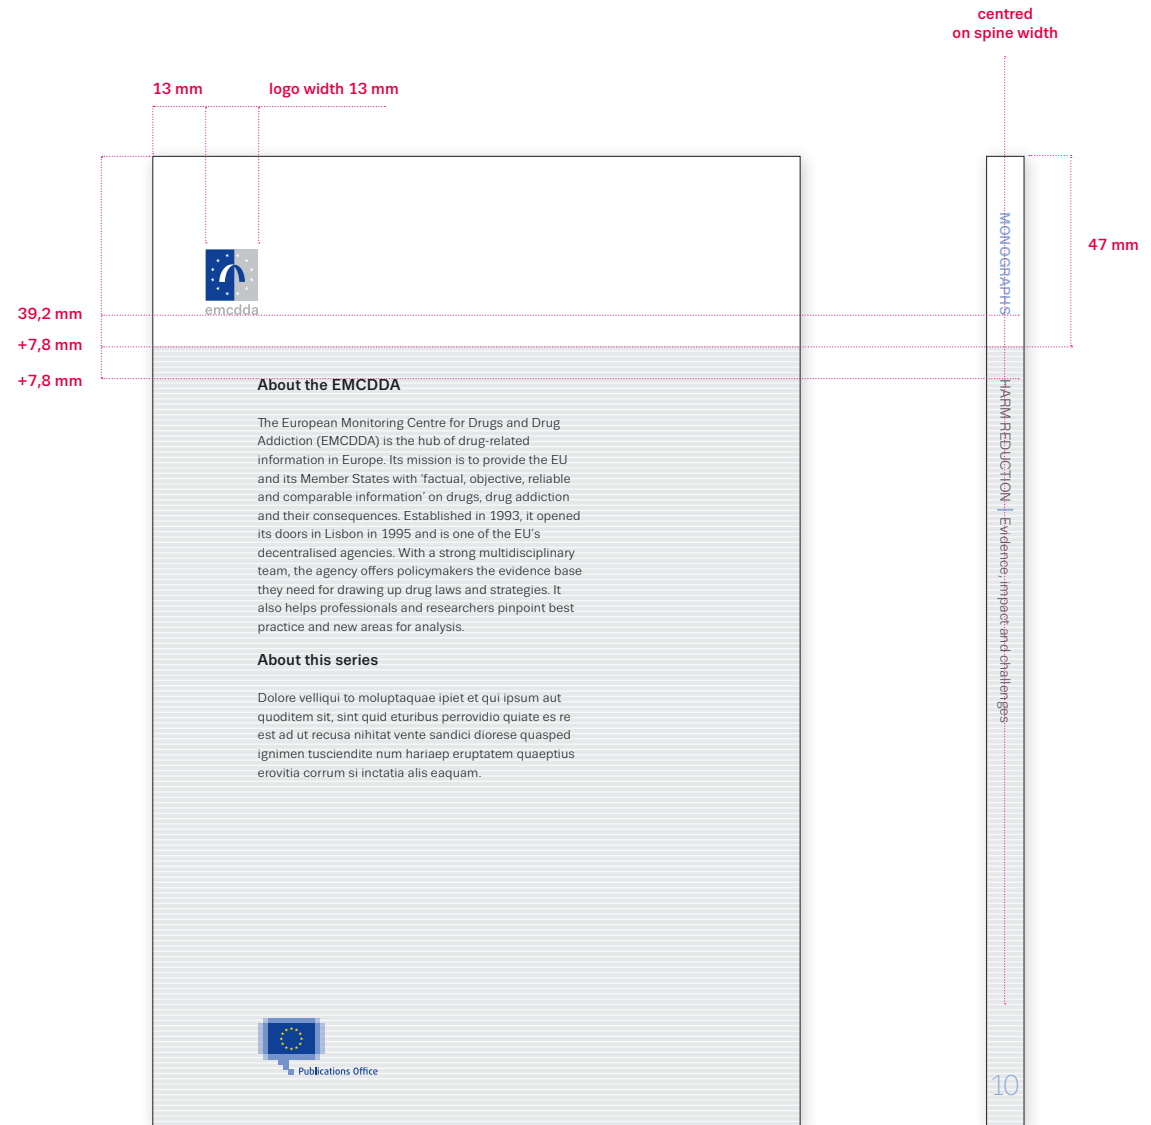 centred
on spine width
13 mm
logo width 13 mm
47 mm
39,2 mm
+7,8 mm
+7,8 mm
emcdda
About the EMCDDA
The European Monitoring Centre for Drugs and Drug
Addiction (EMCDDA) is the hub of drug-related
information in Europe. Its mission is to provide the EU
and its Member States with ‘factual, objective, reliable
and comparable information’ on drugs, drug addiction
and their consequences. Established in 1993, it opened
its doors in Lisbon in 1995 and is one of the EU’s
decentralised agencies. With a strong multidisciplinary
team, the agency offers policymakers the evidence base
they need for drawing up drug laws and strategies. It
also helps professionals and researchers pinpoint best
practice and new areas for analysis.
About this series
Dolore velliqui to moluptaquae ipiet et qui ipsum aut
quoditem sit, sint quid eturibus perrovidio quiate es re
est ad ut recusa nihitat vente sandici diorese quasped
ignimen tusciendite num hariaep eruptatem quaeptius
erovitia corrum si inctatia alis eaquam.
Publications Office
MONOGRAPHS
HARM REDUCTION | Evidence, impact and challenges
10